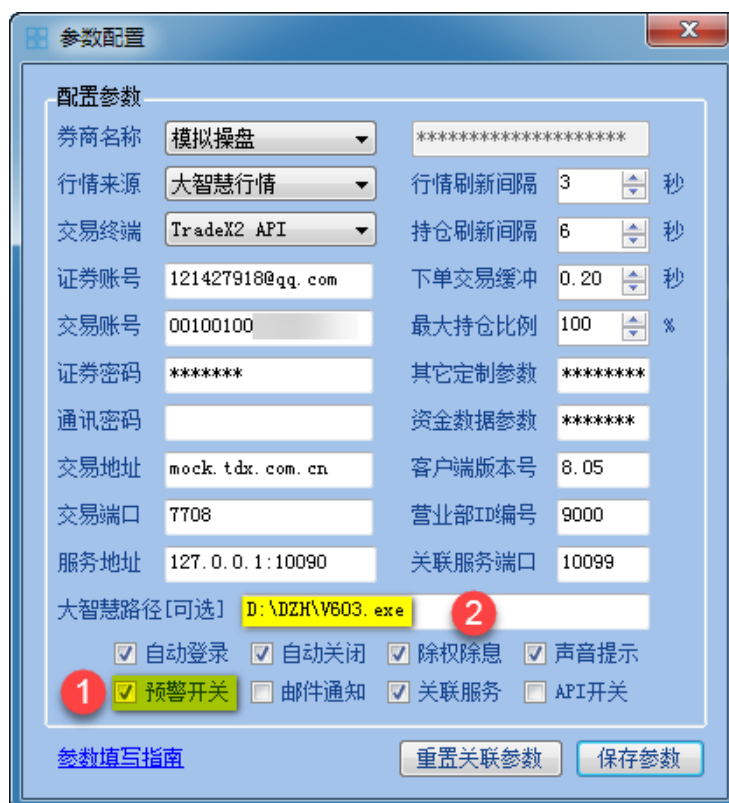 参数配置
配置参数
券商名称 模拟操盘 ********************
行情来源 大智慧行情 行情刷新间隔 3 秒
交易终端 TradeX2 API 持仓刷新间隔 6 秒
证券账号 121427918@qq.com 下单交易缓冲 0.20 秒
交易账号 00100100 最大持仓比例 100 %
证券密码 ******* 其它定制参数 ********
通讯密码 资金数据参数 *******
交易地址 mock.tdx.com.cn 客户端版本号 8.05
交易端口 7708 营业部ID编号 9000
服务地址 127.0.0.1:10090 关联服务端口 10099
大智慧路径[可选] D:\DZH\V603.exe 2
自动登录 自动关闭 除权除息 声音提示
1 预警开关 邮件通知 关联服务 API开关
参数填写指南 重置关联参数 保存参数